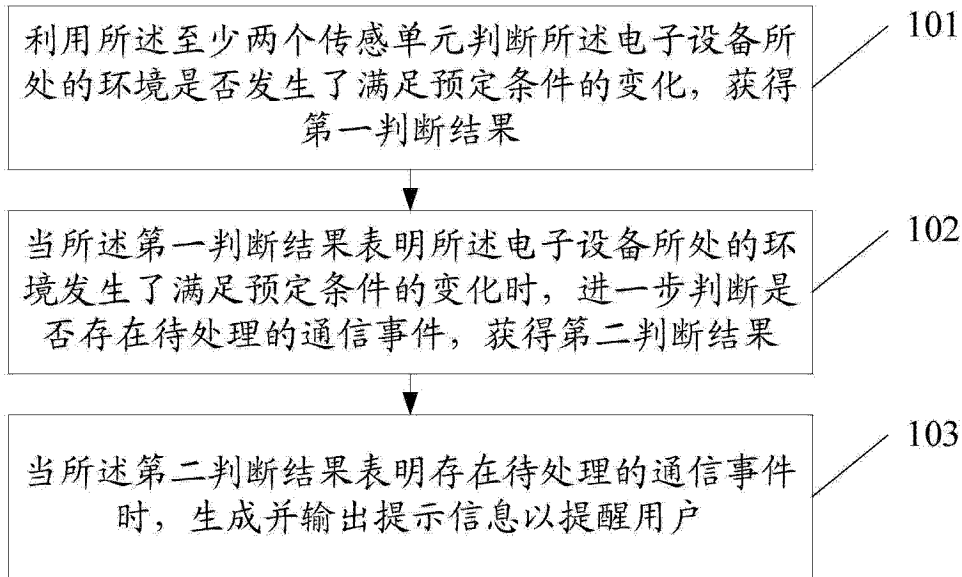 利用所述至少两个传感单元判断所述电子设备所
处的环境是否发生了满足预定条件的变化，获得
第一判断结果
101
当所述第一判断结果表明所述电子设备所处的环
境发生了满足预定条件的变化时，进一步判断是
否存在待处理的通信事件，获得第二判断结果
102
当所述第二判断结果表明存在待处理的通信事件
时，生成并输出提示信息以提醒用户
103